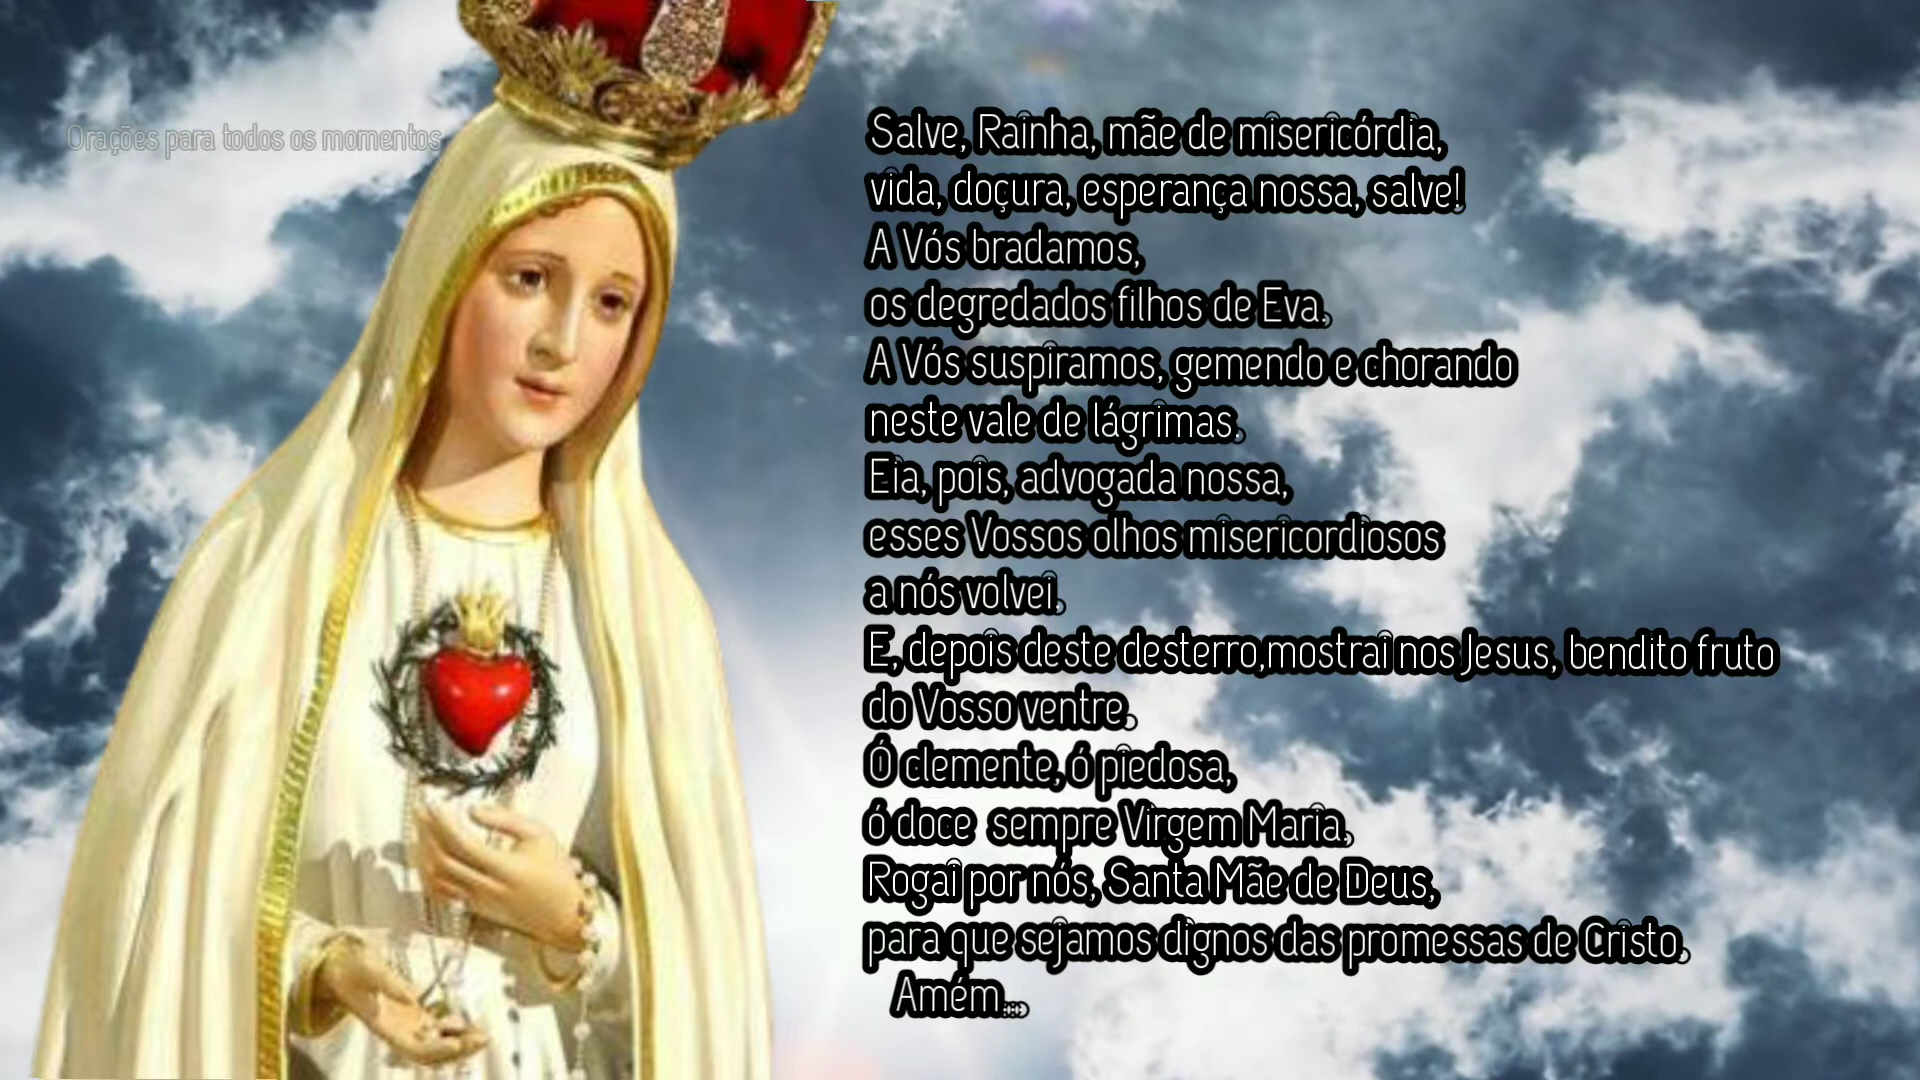 Orações para todos os momentos
Salve, Rainha, mãe de misericórdia,
vida, doçura, esperança nossa, salve!
A Vós bradamos,
os degredados filhos de Eva.
A Vós suspiramos, gemendo e chorando
neste vale de lágrimas.
Eia, pois, advogada nossa,
esses Vossos olhos misericordiosos
a nós volvei.
E, depois deste desterro,mostrai nos Jesus, bendito fruto
do Vosso ventre.
Ó clemente, ó piedosa,
ó doce sempre Virgem Maria.
Rogai por nós, Santa Mãe de Deus,
para que sejamos dignos das promessas de Cristo.
Amém...